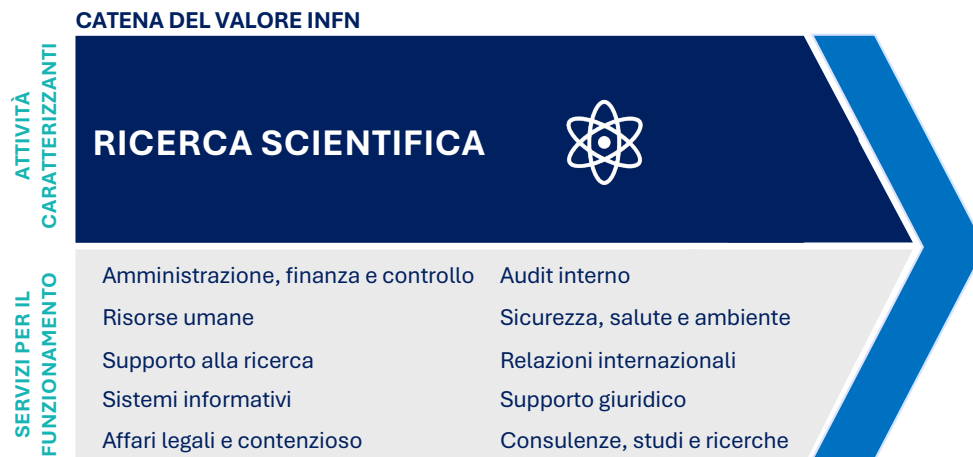 CATENA DEL VALORE INFN
ATTIVITÀ
CARATTERIZZANTI
RICERCA SCIENTIFICA
SERVIZI PER IL
FUNZIONAMENTO
Amministrazione, finanza e controllo
Risorse umane
Supporto alla ricerca
Sistemi informativi
Affari legali e contenzioso
Audit interno
Sicurezza, salute e ambiente
Relazioni internazionali
Supporto giuridico
Consulenze, studi e ricerche